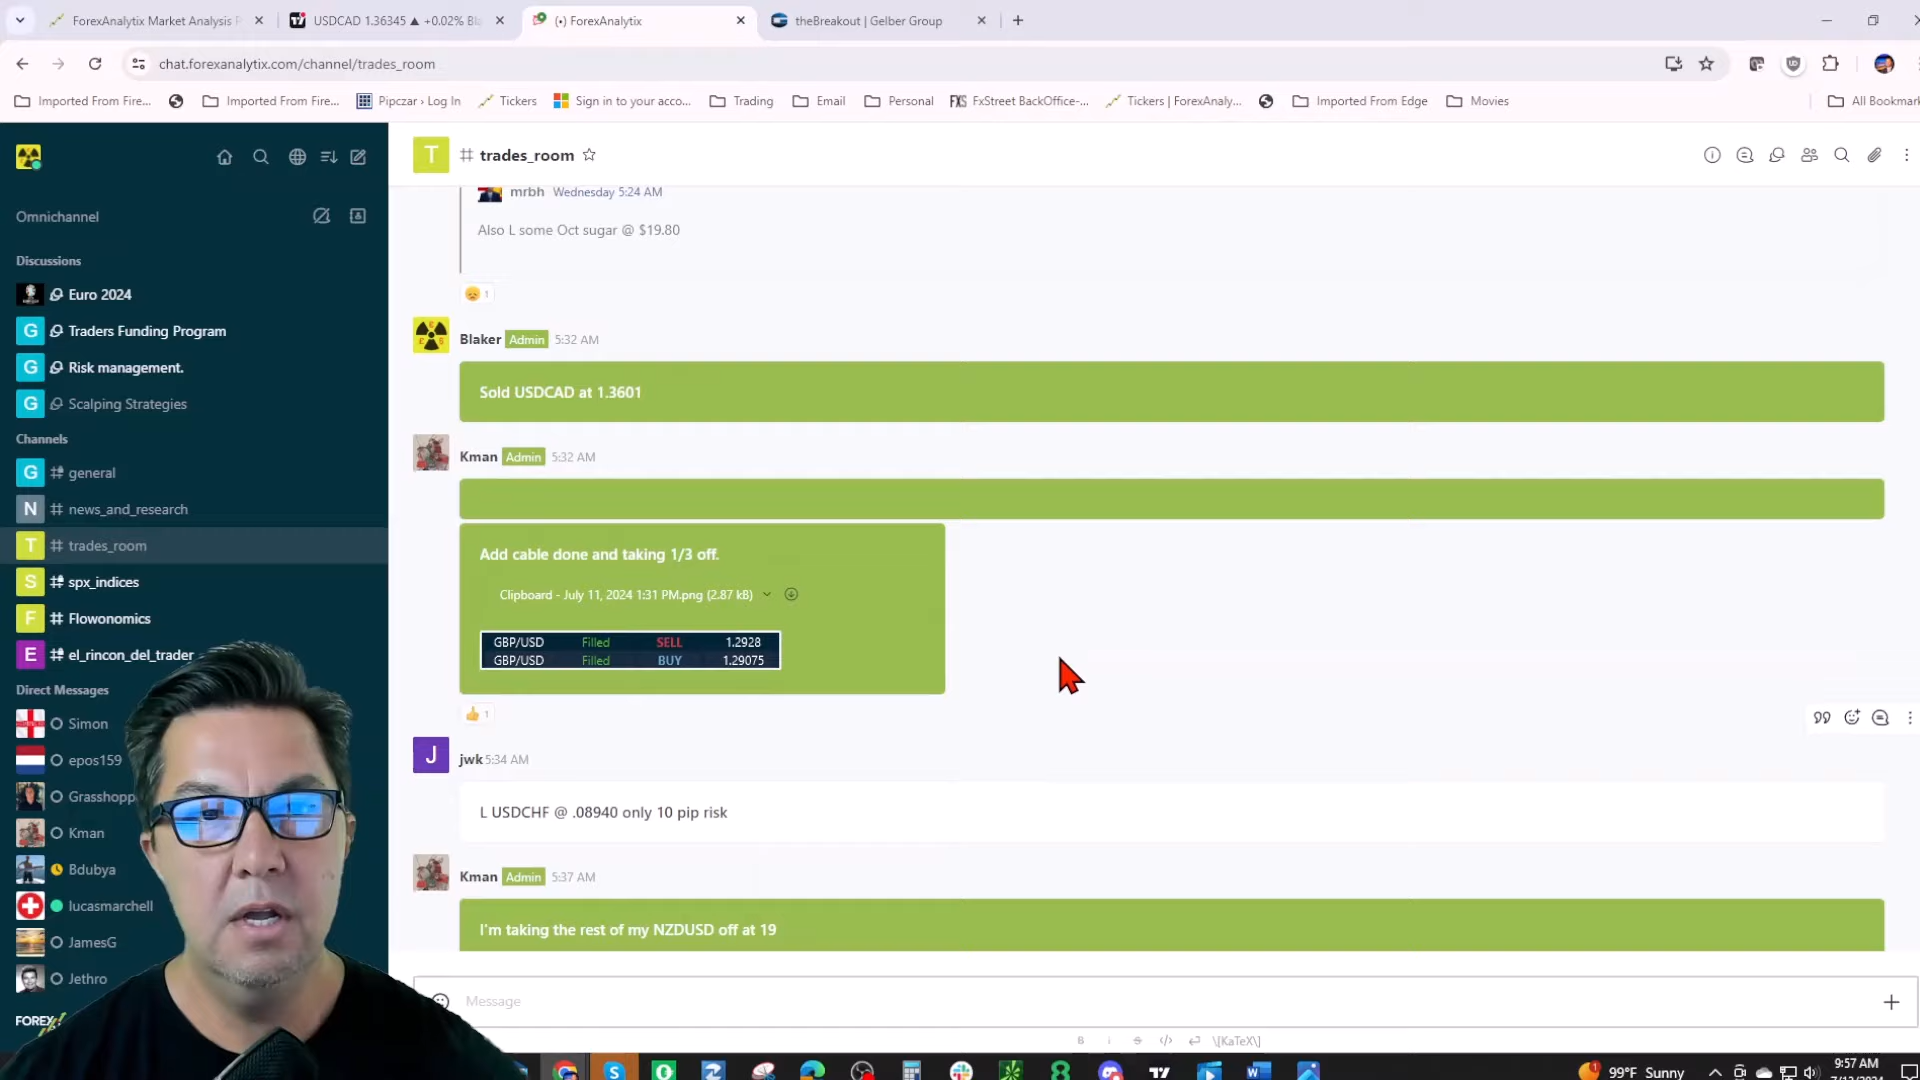 ForexAnalytix Market Analysis P
USDCAD 1.36345 ▲ +0.02% Bla
(•) ForexAnalytix
theBreakout | Gelber Group
chat.forexanalytix.com/channel/trades_room
Imported From Fire...
Imported From Fire...
Pipczar › Log In
Tickers
Sign in to your acco...
Trading
Email
Personal
FXS FxStreet BackOffice-...
Tickers | ForexAnaly...
Imported From Edge
Movies
All Bookmark
Omnichannel
Discussions
Euro 2024
G Traders Funding Program
G Risk management.
G Scalping Strategies
Channels
G general
N news_and_research
T # trades_room
S spx_indices
F # Flowonomics
E el_rincon_del_trader
Direct Messages
Simon
epos159
Grasshopp
Kman
Bdubya
lucasmarchell
JamesG
Jethro
FOREX
T # trades_room
mrbh Wednesday 5:24 AM
Also L some Oct sugar @ $19.80
1
Blaker Admin 5:32 AM
Sold USDCAD at 1.3601
Kman Admin 5:32 AM
Add cable done and taking 1/3 off.
Clipboard - July 11, 2024 1:31 PM.png (2.87 kB)
GBP/USD Filled SELL 1.2928
GBP/USD Filled BUY 1.29075
1
J jwk 5:34 AM
L USDCHF @ .08940 only 10 pip risk
Kman Admin 5:37 AM
I'm taking the rest of my NZDUSD off at 19
Message
B i S </> \[KaTeX\]
99°F Sunny
9:57 AM